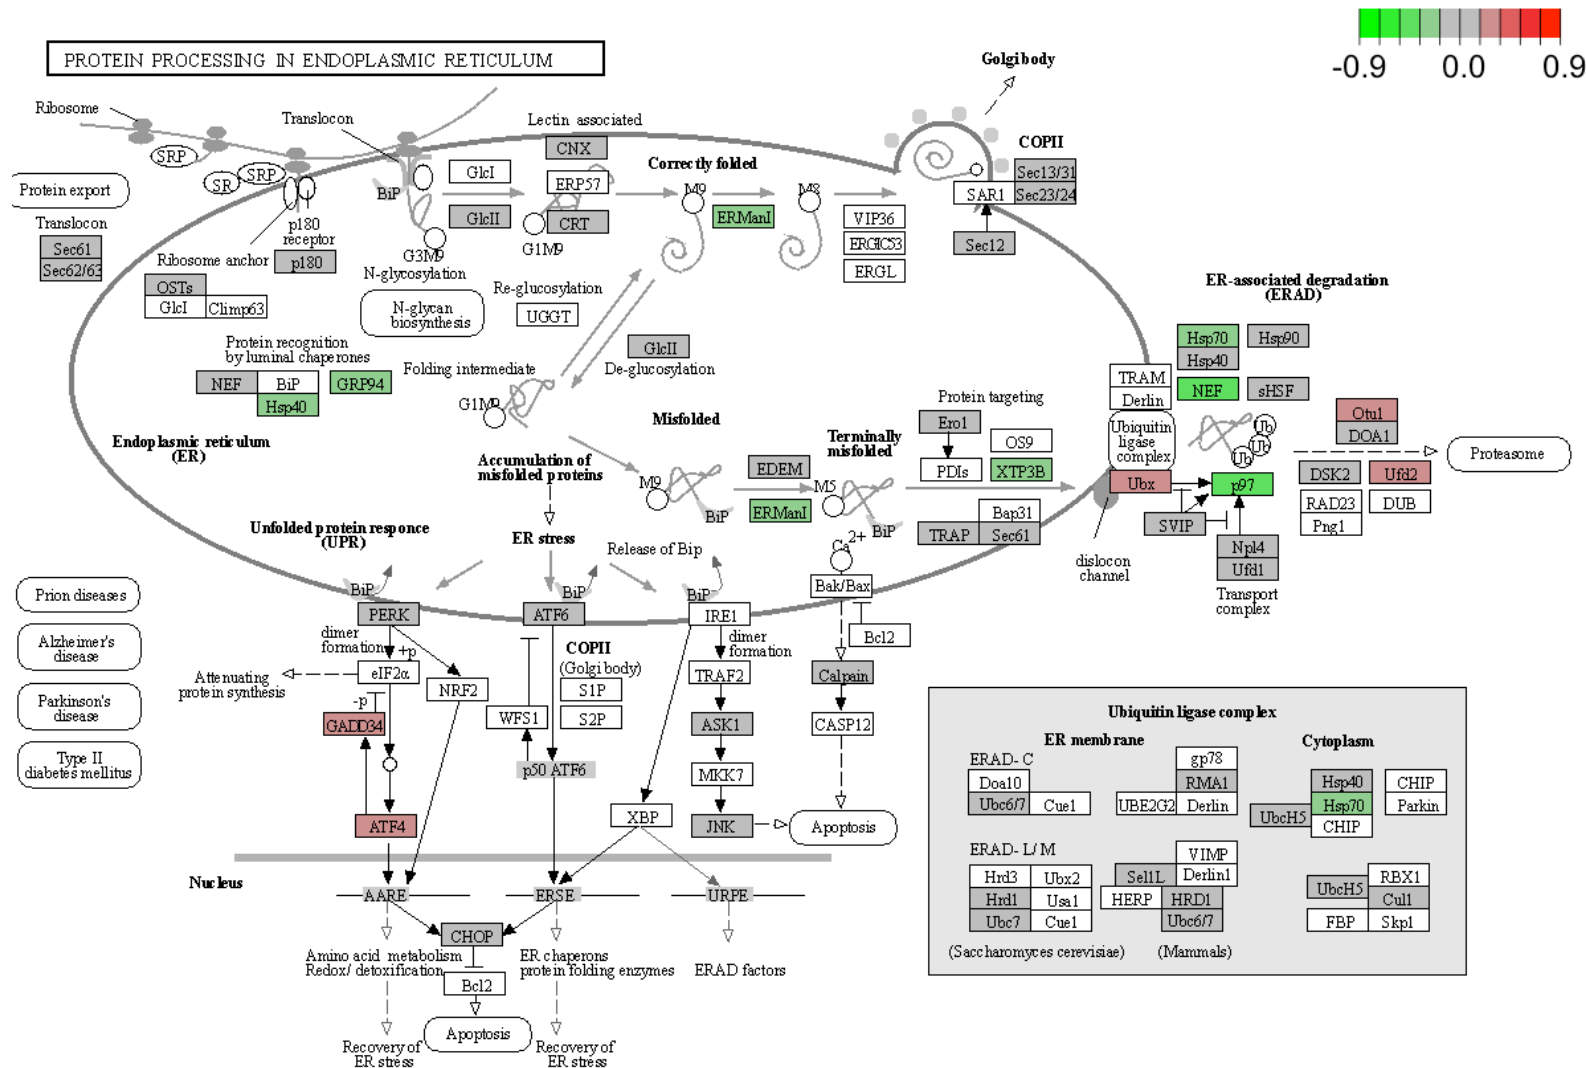 -0.9 0.0 0.9
PROTEIN PROCESSING IN ENDOPLASMIC RETICULUM
Golgi body
Ribosome
Translocon
Lectin associated
COPII
SRP
CNX
Correctly folded
Sec13/31
SAR1
Sec23/24
SR
SRP
GlcI
ERP57
M9
M8
BiP
Protein export
GlcII
CRT
ERManI
VIP36
Translocon
p180
receptor
G1M9
ERGIC53
Sec12
Sec61
Sec62/63
Ribosome anchor
p180
G3M9
N-glycosylation
ERGL
OSTs
GlcI
Climp63
N-glycan
biosynthesis
Re-glucosylation
UGGT
ER-associated degradation
(ERAD)
Protein recognition
by luminal chaperones
GlcII
De-glucosylation
Hsp70
Hsp90
Hsp40
NEF
BiP
GRP94
Hsp40
Folding intermediate
G1M9
TRAM
Derlin
NEF
sHSF
Protein targeting
Misfolded
Ero1
OS9
Ubiquitin
ligase
complex
Ub
Ub
Ub
Otu1
DOA1
Endoplasmic reticulum
(ER)
Terminally
misfolded
Proteasome
Accumulation of
misfolded proteins
EDEM
PDIs
XTP3B
M9
M5
ERManI
Ubx
p97
DSK2
Ufd2
RAD23
DUB
Png1
BiP
BiP
Bap31
TRAP
Sec61
SVIP
Unfolded protein responce
(UPR)
ER stress
Release of Bip
Ca2+
dislocon
channel
Npl4
Ufd1
Transport
complex
Prion diseases
BiP
BiP
BiP
Bak/Bax
PERK
ATF6
IRE1
Bcl2
Alzheimer's
disease
dimer
formation
+p
COPII
(Golgi body)
dimer
formation
Attenuating
protein synthesis
eIF2α
NRF2
S1P
TRAF2
Calpain
Parkinson's
disease
-p
GADD34
WFS1
S2P
ASK1
CASP12
Type II
diabetes mellitus
p50 ATF6
MKK7
ATF4
XBP
JNK
Apoptosis
Nucleus
AARE
ERSE
URPE
CHOP
Amino acid metabolism
Redox/ detoxification
ER chaperons
protein folding enzymes
ERAD factors
Bcl2
Apoptosis
Recovery of
ER stress
Recovery of
ER stress
Ubiquitin ligase complex
ER membrane
Cytoplasm
ERAD- C
Doa10
Ubc6/7
Cue1
gp78
RMA1
UBE2G2
Derlin
Hsp40
CHIP
Hsp70
Parkin
UbcH5
CHIP
ERAD- L/ M
Hrd3
Ubx2
Hrd1
Usa1
Ubc7
Cue1
VIMP
Sel1L
Derlin1
HERP
HRD1
Ubc6/7
RBX1
UbcH5
Cul1
FBP
Skp1
(Saccharomyces cerevisiae)
(Mammals)